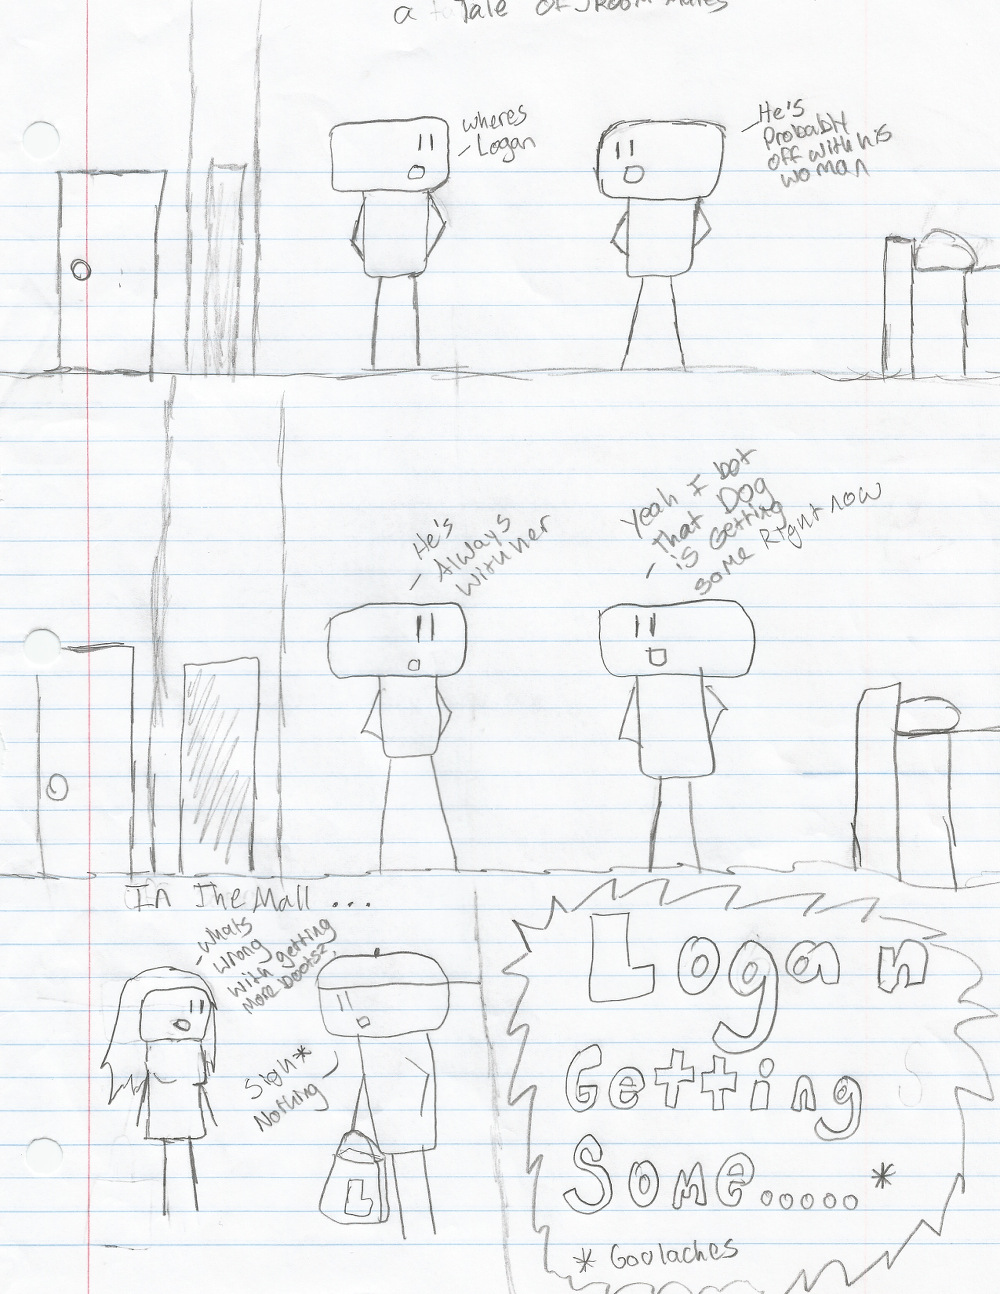 a Tale OF 3 Room Mates
wheres
- Logan
He's
Probably
off with his
woman
He's
Always
with her
Yeah I bet
that Dog
is Getting
some Right now
In The Mall ...
Whats
wrong
with getting
More boots?
Sigh*
Nothing
L
Logan
Getting
Some.....*
* Goulaches